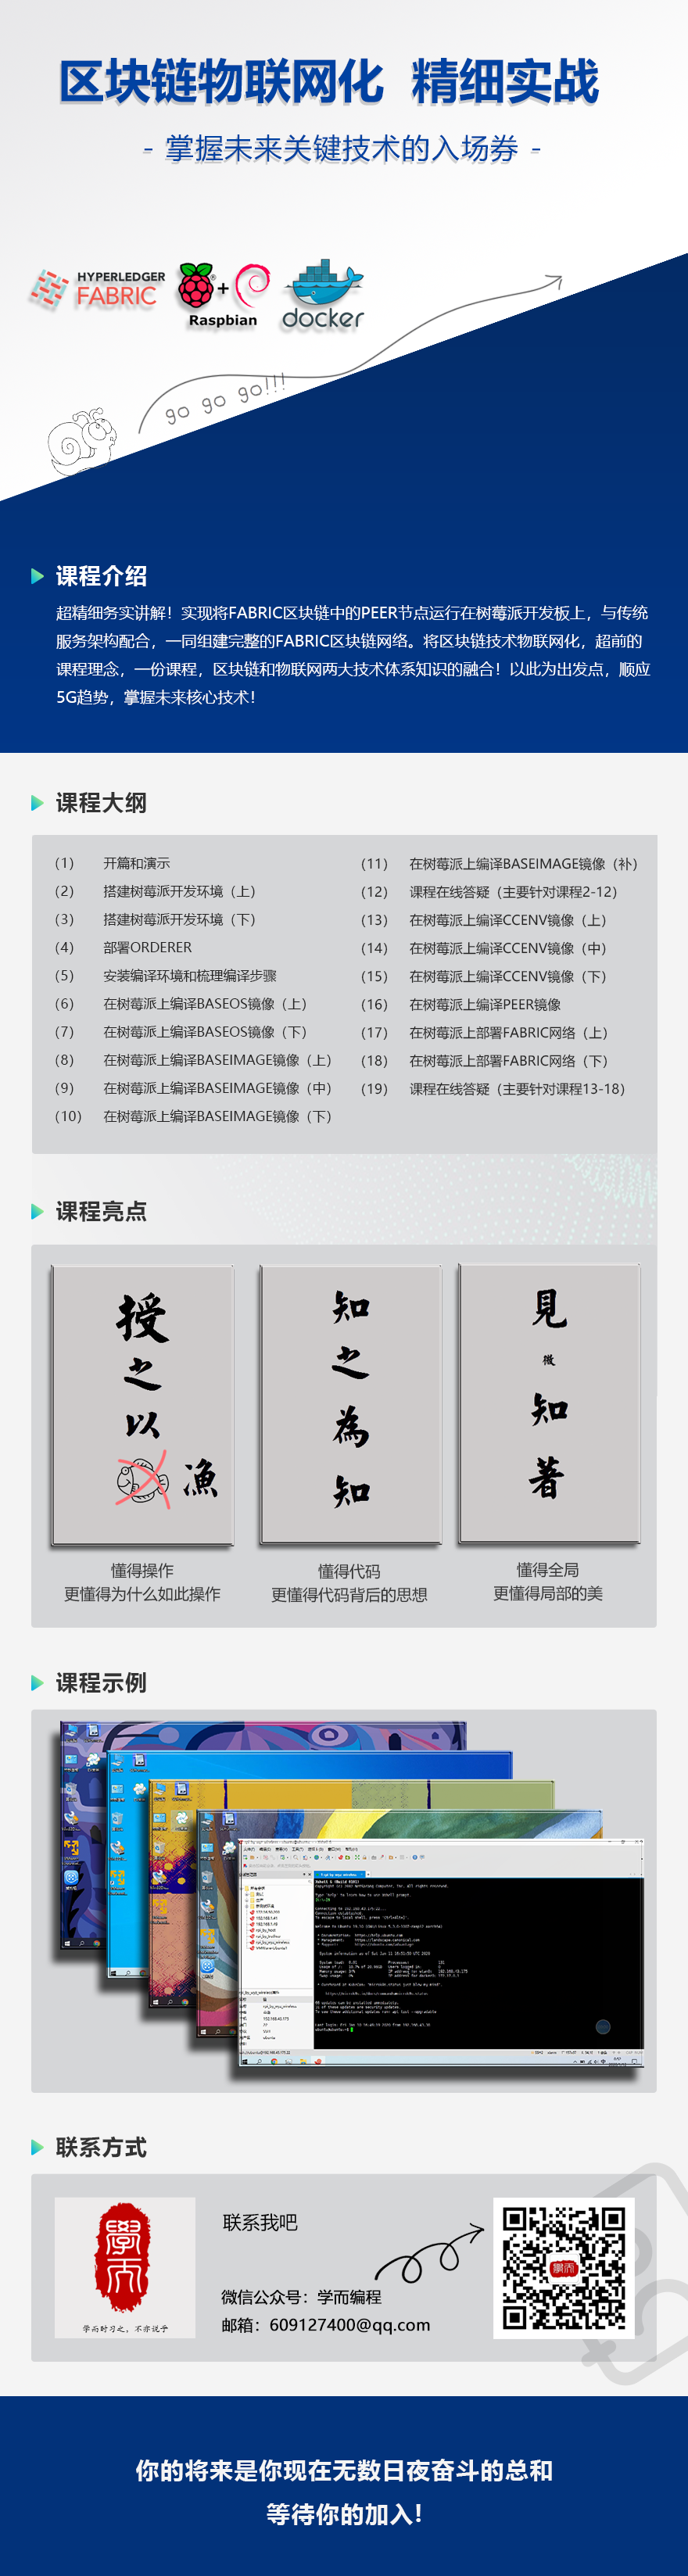 区块链物联网化 精细实战
- 掌握未来关键技术的入场券 -
HYPERLEDGER
FABRIC
Raspbian
docker
go go go!!!
课程介绍
超精细务实讲解！实现将FABRIC区块链中的PEER节点运行在树莓派开发板上，与传统
服务架构配合，一同组建完整的FABRIC区块链网络。将区块链技术物联网化，超前的
课程理念，一份课程，区块链和物联网两大技术体系知识的融合！以此为出发点，顺应
5G趋势，掌握未来核心技术！
课程大纲
（1） 开篇和演示
（2） 搭建树莓派开发环境（上）
（3） 搭建树莓派开发环境（下）
（4） 部署ORDERER
（5） 安装编译环境和梳理编译步骤
（6） 在树莓派上编译BASEOS镜像（上）
（7） 在树莓派上编译BASEOS镜像（下）
（8） 在树莓派上编译BASEIMAGE镜像（上）
（9） 在树莓派上编译BASEIMAGE镜像（中）
（10） 在树莓派上编译BASEIMAGE镜像（下）
（11） 在树莓派上编译BASEIMAGE镜像（补）
（12） 课程在线答疑（主要针对课程2-12）
（13） 在树莓派上编译CCENV镜像（上）
（14） 在树莓派上编译CCENV镜像（中）
（15） 在树莓派上编译CCENV镜像（下）
（16） 在树莓派上编译PEER镜像
（17） 在树莓派上部署FABRIC网络（上）
（18） 在树莓派上部署FABRIC网络（下）
（19） 课程在线答疑（主要针对课程13-18）
课程亮点
授之以漁
懂得操作
更懂得为什么如此操作
知之為知
懂得代码
更懂得代码背后的思想
見微知著
懂得全局
更懂得局部的美
课程示例
联系方式
學而
学而时习之，不亦说乎
联系我吧
微信公众号：学而编程
邮箱：609127400@qq.com
學而
你的将来是你现在无数日夜奋斗的总和
等待你的加入！